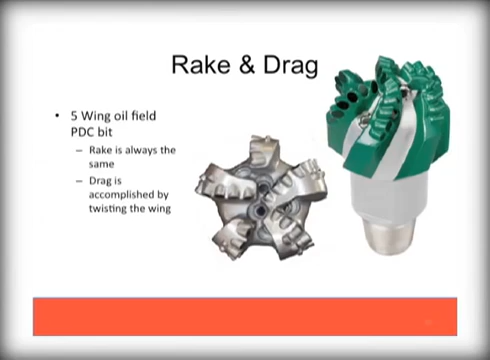 Rake & Drag
• 5 Wing oil field
PDC bit
– Rake is always the
same
– Drag is
accomplished by
twisting the wing